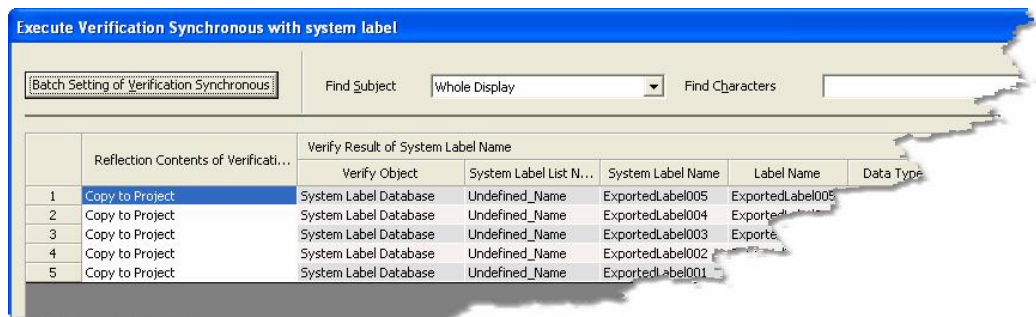 Execute Verification Synchronous with system label
Batch Setting of Verification Synchronous Find Subject Whole Display Find Characters
Verify Result of System Label Name
Reflection Contents of Verificati... Verify Object System Label List N... System Label Name Label Name Data Type
1 Copy to Project System Label Database Undefined_Name ExportedLabel005 ExportedLabel005
2 Copy to Project System Label Database Undefined_Name ExportedLabel004
3 Copy to Project System Label Database Undefined_Name ExportedLabel003
4 Copy to Project System Label Database Undefined_Name ExportedLabel002
5 Copy to Project System Label Database Undefined_Name ExportedLabel001